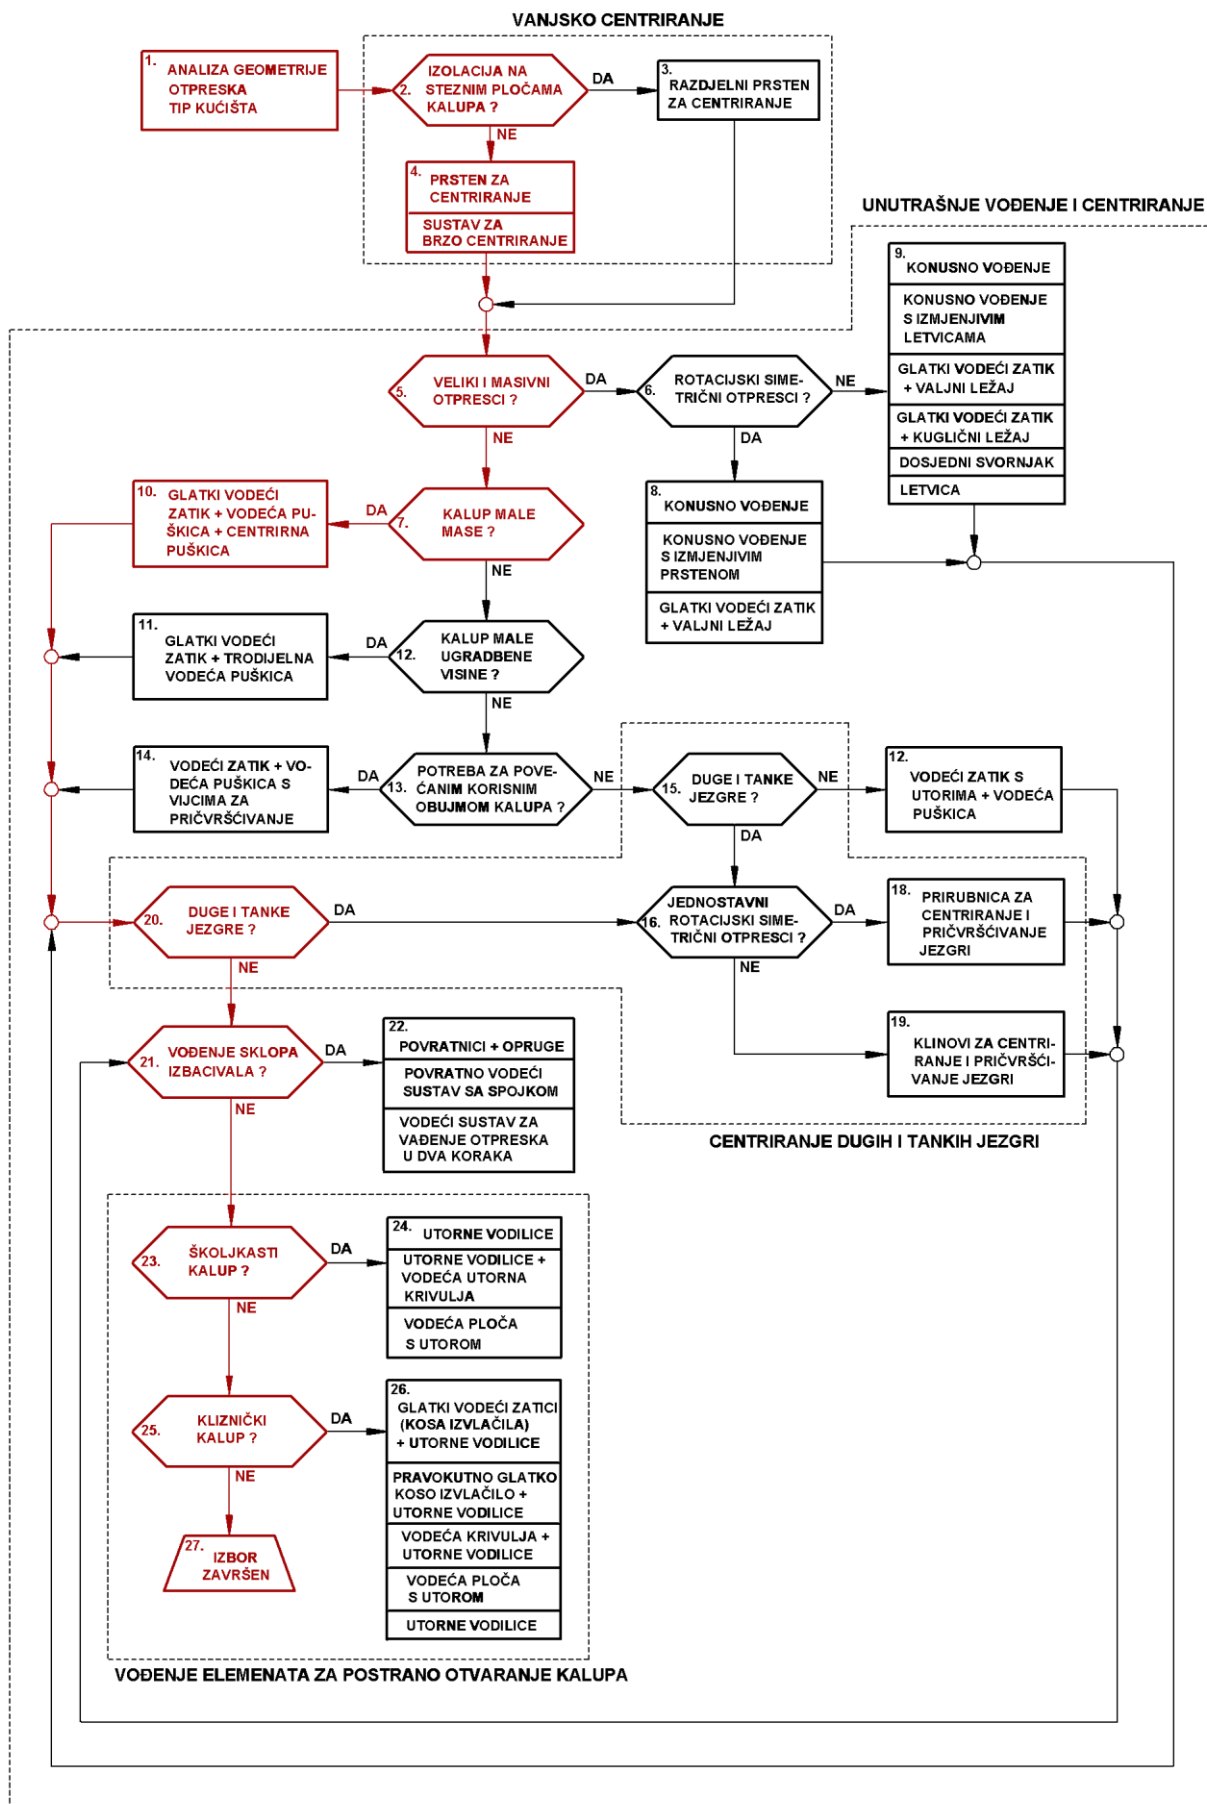 VANJSKO CENTRIRANJE
1.
ANALIZA GEOMETRIJE
OTPRESKA
TIP KUĆIŠTA
IZOLACIJA NA
2. STEZNIM PLOČAMA
KALUPA ?
DA
3.
RAZDJELNI PRSTEN
ZA CENTRIRANJE
NE
4.
PRSTEN ZA
CENTRIRANJE
SUSTAV ZA
BRZO CENTRIRANJE
UNUTRAŠNJE VOĐENJE I CENTRIRANJE
5. VELIKI I MASIVNI
OTPRESCI ?
DA
6. ROTACIJSKI SIME-
TRIČNI OTPRESCI ?
NE
9.
KONUSNO VOĐENJE
KONUSNO VOĐENJE
S IZMJENJIVIM
LETVICAMA
GLATKI VODEĆI ZATIK
+ VALJNI LEŽAJ
GLATKI VODEĆI ZATIK
+ KUGLIČNI LEŽAJ
DOSJEDNI SVORNJAK
LETVICA
NE
DA
8.
KONUSNO VOĐENJE
KONUSNO VOĐENJE
S IZMJENJIVIM
PRSTENOM
GLATKI VODEĆI ZATIK
+ VALJNI LEŽAJ
10. GLATKI VODEĆI
ZATIK + VODEĆA PU-
ŠKICA + CENTRIRNA
PUŠKICA
DA
7. KALUP MALE
MASE ?
NE
11.
GLATKI VODEĆI
ZATIK + TRODIJELNA
VODEĆA PUŠKICA
DA
12. KALUP MALE
UGRADBENE
VISINE ?
NE
14.
VODEĆI ZATIK + VO-
DEĆA PUŠKICA S
VIJCIMA ZA
PRIČVRŠĆIVANJE
DA
13. POTREBA ZA POVE-
ĆANIM KORISNIM
OBUJMOM KALUPA ?
NE
15. DUGE I TANKE
JEZGRE ?
NE
12.
VODEĆI ZATIK S
UTORIMA + VODEĆA
PUŠKICA
DA
20. DUGE I TANKE
JEZGRE ?
DA
JEDNOSTAVNI
16. ROTACIJSKI SIME-
TRIČNI OTPRESCI ?
DA
18.
PRIRUBNICA ZA
CENTRIRANJE I
PRIČVRŠĆIVANJE
JEZGRI
NE
NE
19.
KLINOVI ZA CENTRI-
RANJE I PRIČVRŠĆI-
VANJE JEZGRI
CENTRIRANJE DUGIH I TANKIH JEZGRI
21. VOĐENJE SKLOPA
IZBACIVALA ?
DA
22.
POVRATNICI + OPRUGE
POVRATNO VODEĆI
SUSTAV SA SPOJKOM
VODEĆI SUSTAV ZA
VAĐENJE OTPRESKA
U DVA KORAKA
NE
23. ŠKOLJKASTI
KALUP ?
DA
24.
UTORNE VODILICE
UTORNE VODILICE +
VODEĆA UTORNA
KRIVULJA
VODEĆA PLOČA
S UTOROM
NE
25. KLIZNIČKI
KALUP ?
DA
26.
GLATKI VODEĆI ZATICI
(KOSA IZVLAČILA)
+ UTORNE VODILICE
PRAVOKUTNO GLATKO
KOSO IZVLAČILO +
UTORNE VODILICE
VODEĆA KRIVULJA +
UTORNE VODILICE
VODEĆA PLOČA
S UTOROM
UTORNE VODILICE
NE
27.
IZBOR
ZAVRŠEN
VOĐENJE ELEMENATA ZA POSTRANO OTVARANJE KALUPA